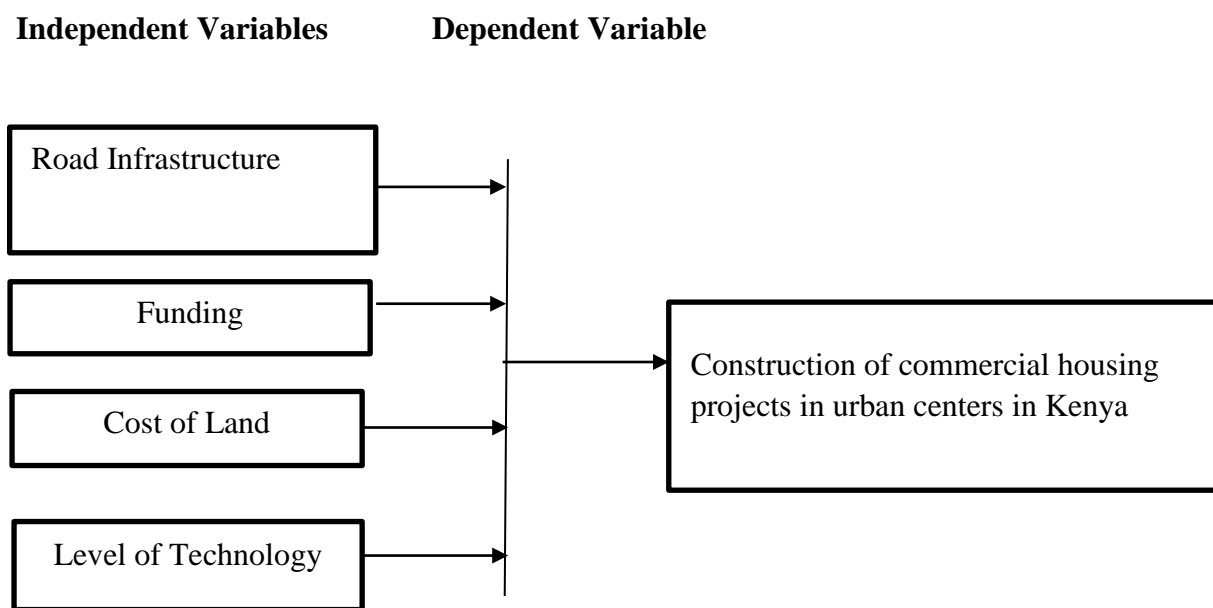 Independent Variables Dependent Variable
Road Infrastructure
Funding
Cost of Land
Level of Technology
Construction of commercial housing
projects in urban centers in Kenya